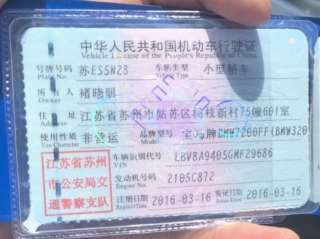 中华人民共和国机动车行驶证
Vehicle License of the People's Republic of China
号牌号码 苏E55N28 车辆类型 小型轿车
Plate No. Vehicle Type
所有人 褚晓明
Owner
住址 江苏省苏州市姑苏区杨枝新村75幢601室
Address
使用性质 非营运 品牌型号 宝马牌BMW7200FF(BMW320
Use Character Model
江苏省苏州市公安局交通警察支队
车辆识别代号 LBV8A9405GMF29686
VIN
发动机号码 2105C872
Engine No.
注册日期 2016-03-16 发证日期 2016-03-16
Register Date Issue Date